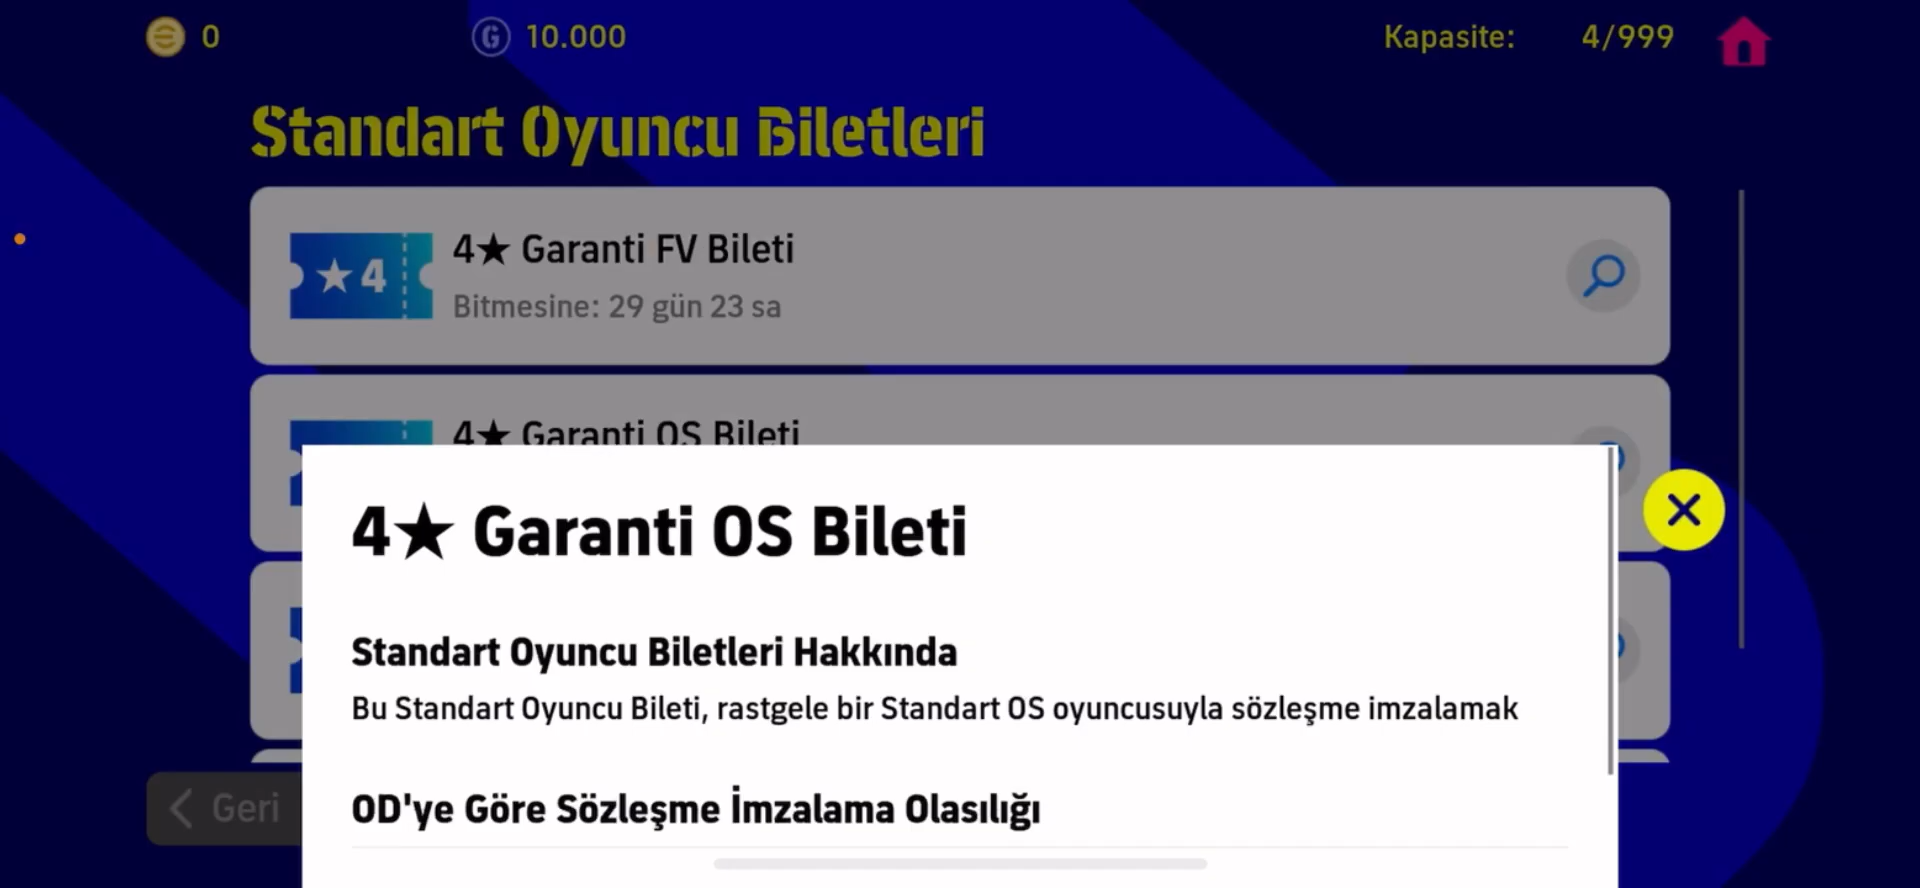 0
G 10.000
Kapasite: 4/999
Standart Oyuncu Biletleri
★4
4★ Garanti FV Bileti
Bitmesine: 29 gün 23 sa
4★ Garanti OS Bileti
4★ Garanti OS Bileti
Standart Oyuncu Biletleri Hakkında
Bu Standart Oyuncu Bileti, rastgele bir Standart OS oyuncusuyla sözleşme imzalamak
OD'ye Göre Sözleşme İmzalama Olasılığı
Geri